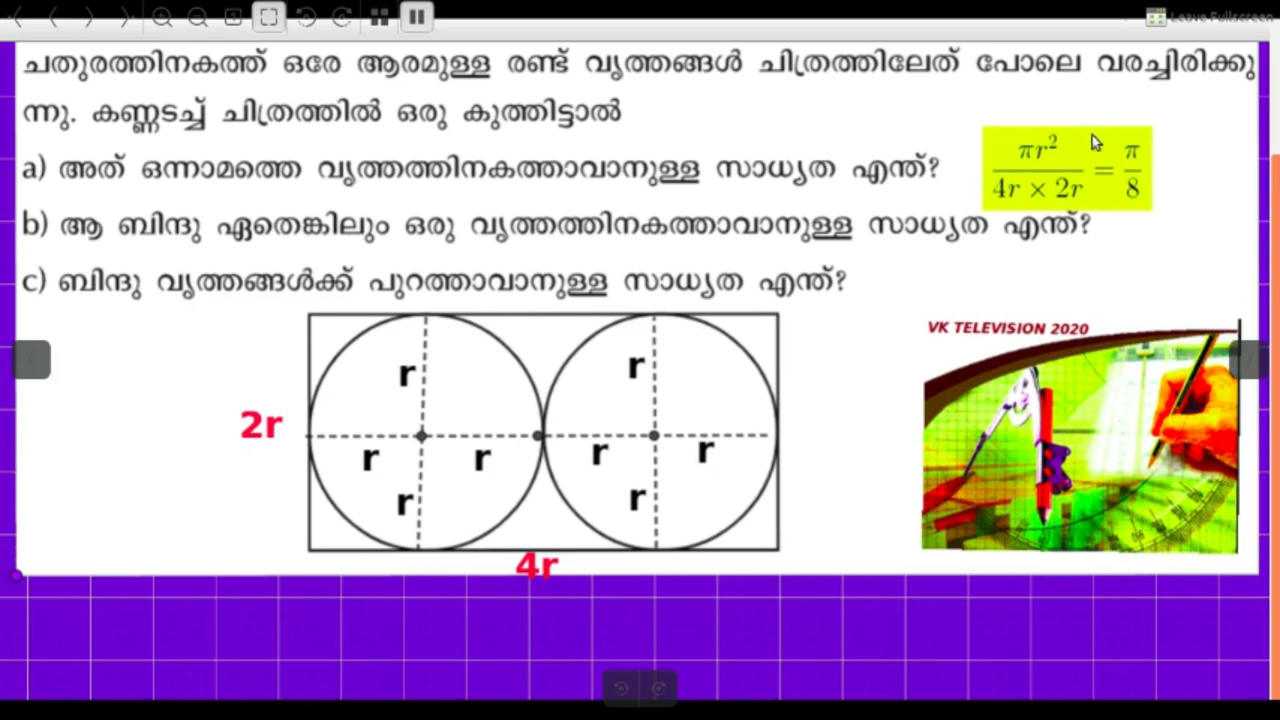 Leave Fullscreen
ചതുരത്തിനകത്ത് ഒരേ ആരമുള്ള രണ്ട് വൃത്തങ്ങൾ ചിത്രത്തിലേത് പോലെ വരച്ചിരിക്കു
ന്നു. കണ്ണടച്ച് ചിത്രത്തിൽ ഒരു കുത്തിട്ടാൽ
a) അത് ഒന്നാമത്തെ വൃത്തത്തിനകത്താവാനുള്ള സാധ്യത എന്ത്?
πr² / (4r × 2r) = π / 8
b) ആ ബിന്ദു ഏതെങ്കിലും ഒരു വൃത്തത്തിനകത്താവാനുള്ള സാധ്യത എന്ത്?
c) ബിന്ദു വൃത്തങ്ങൾക്ക് പുറത്താവാനുള്ള സാധ്യത എന്ത്?
VK TELEVISION 2020
r r
2r
r r r r
r r
4r